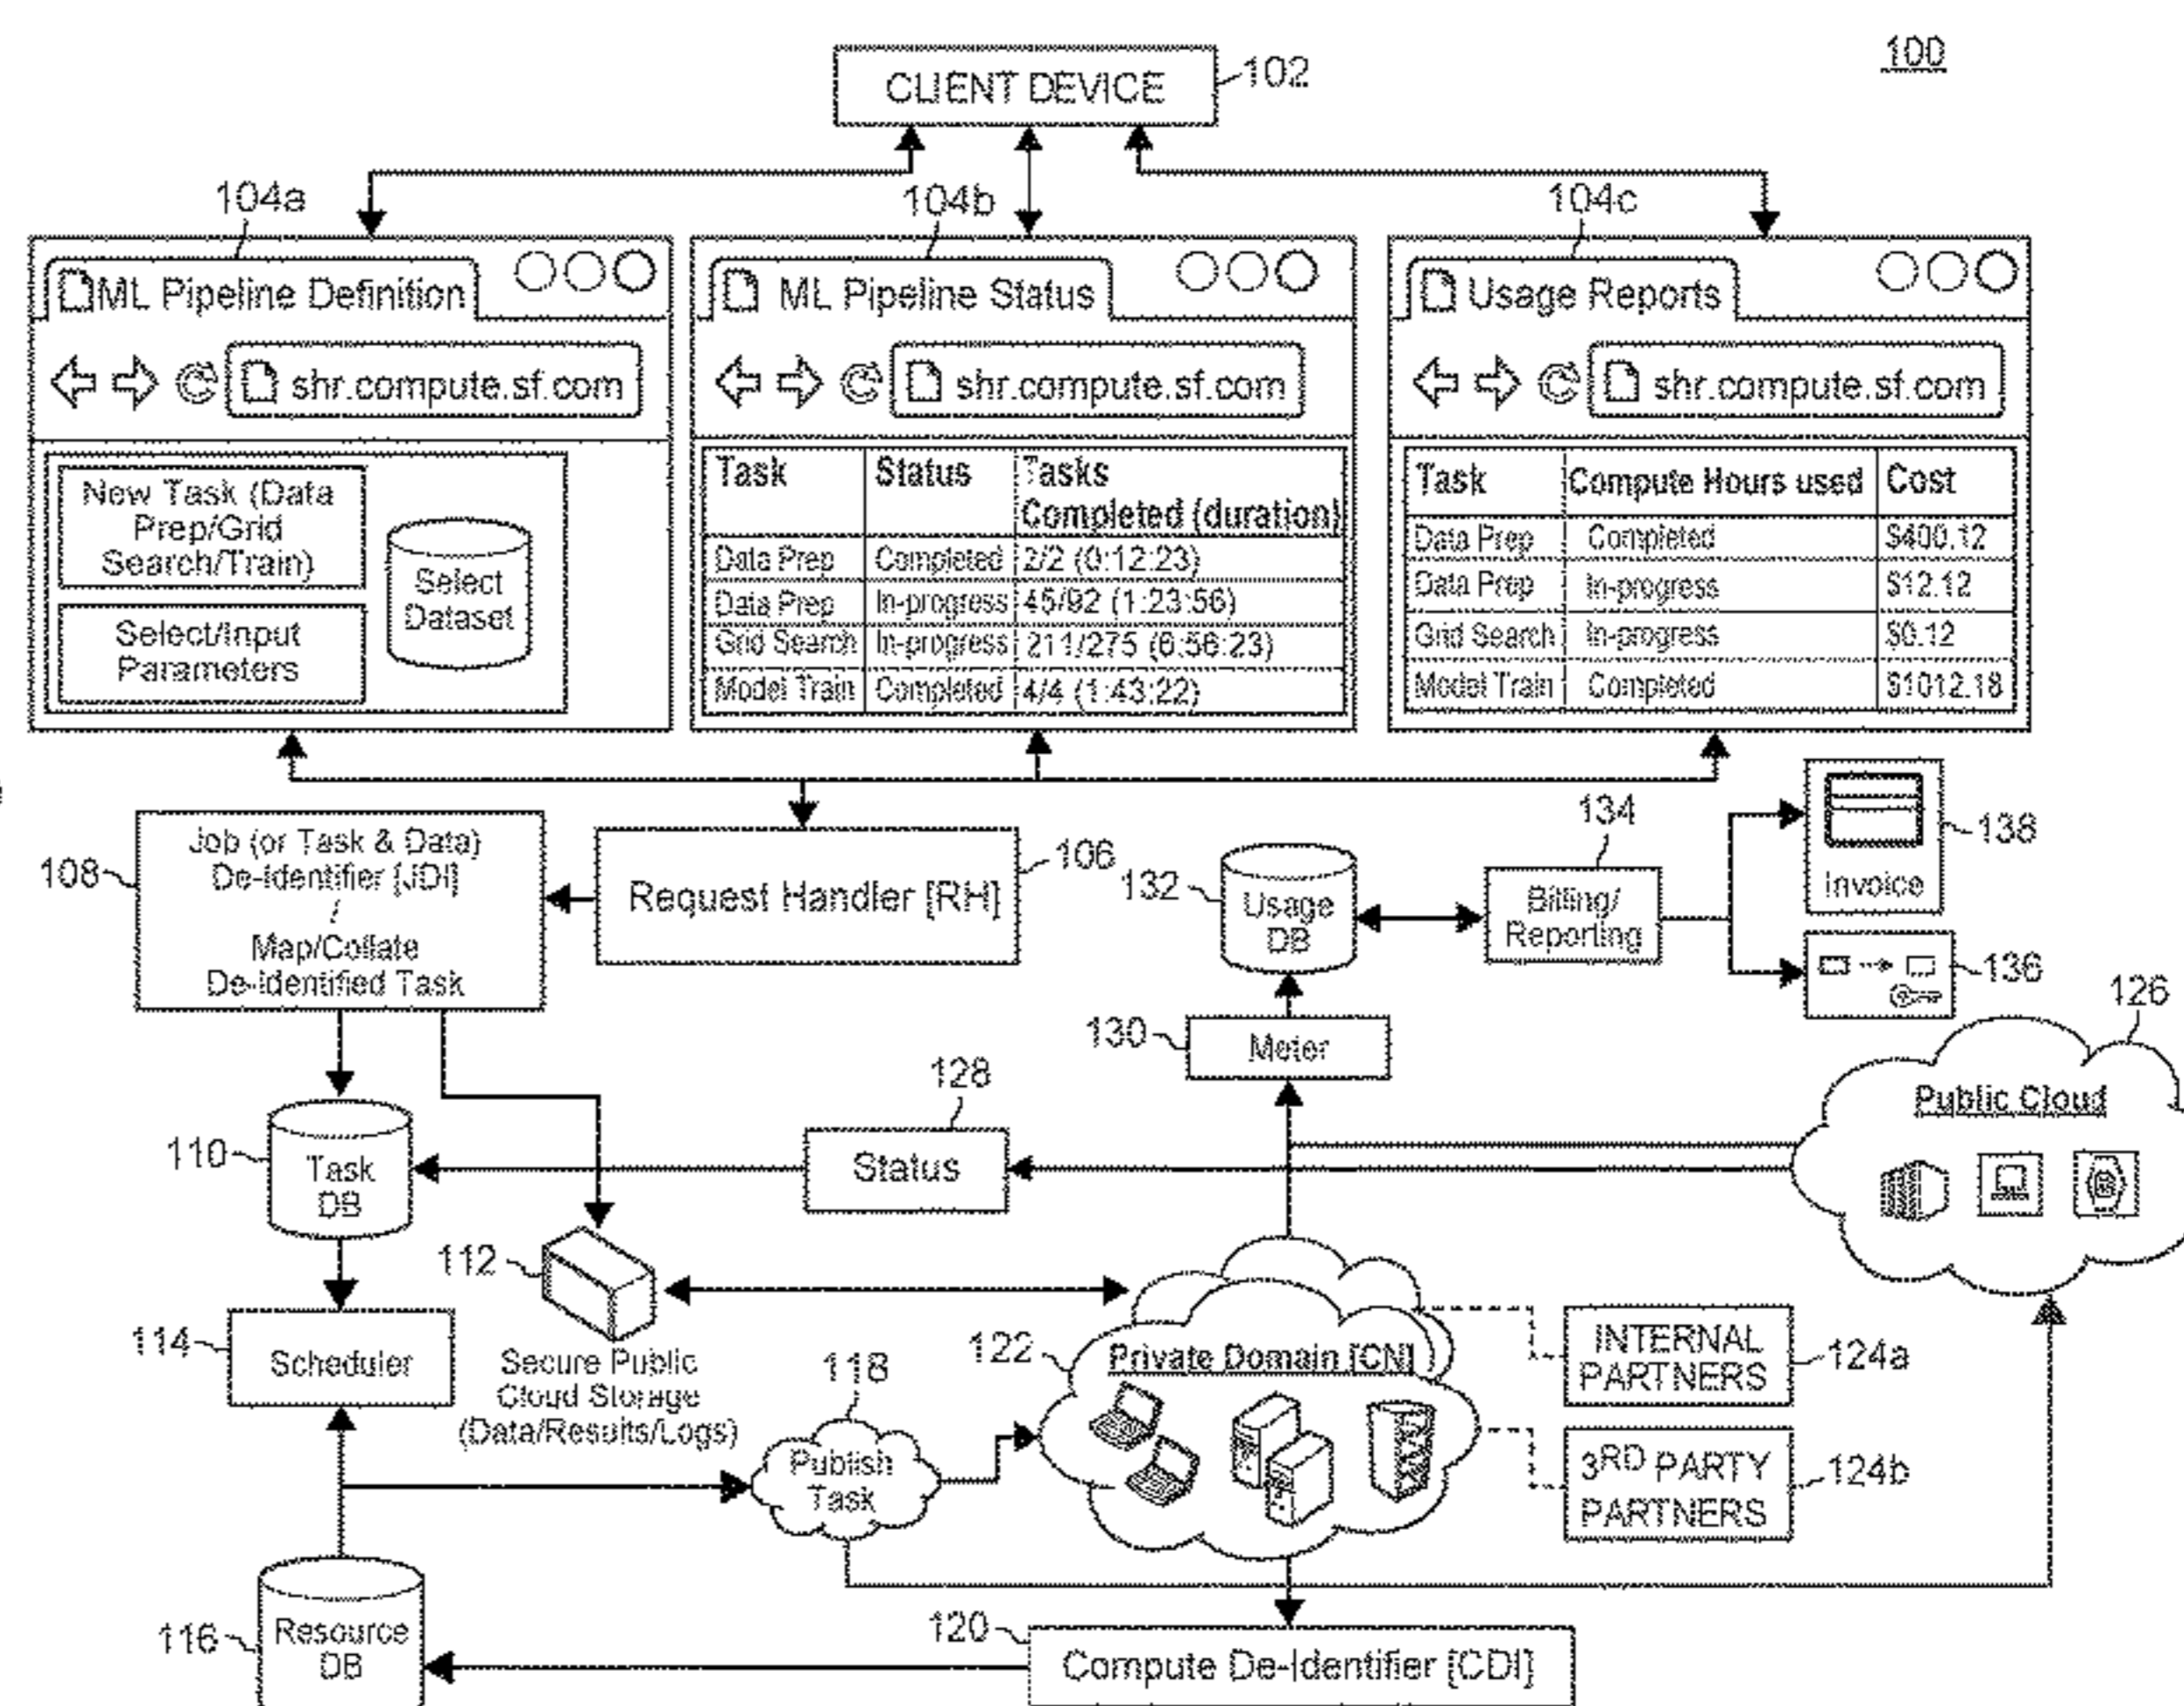 100
CLIENT DEVICE
102
104a
104b
104c
ML Pipeline Definition
shr.compute.sf.com
New Task (Data
Prep/Grid
Search/Train)
Select/Input
Parameters
Select
Dataset
ML Pipeline Status
shr.compute.sf.com
Task Status Tasks
Completed (duration)
Data Prep Completed 2/2 (0:12:23)
Data Prep In-progress 45/92 (1:23:56)
Grid Search In-progress 211/275 (6:56:23)
Model Train Completed 4/4 (1:43:22)
Usage Reports
shr.compute.sf.com
Task Compute Hours used Cost
Data Prep Completed $400.12
Data Prep In-progress $12.12
Grid Search In-progress $0.12
Model Train Completed $1012.18
108
Job (or Task & Data)
De-Identifier [JDI]
/
Map/Collate
De-Identified Task
Request Handler [RH]
106
132
Usage
DB
134
Billing/
Reporting
Invoice
138
136
130
Meter
126
Public Cloud
128
Status
110
Task
DB
112
Secure Public
Cloud Storage
(Data/Results/Logs)
114
Scheduler
118
Publish
Task
122
Private Domain [CN]
INTERNAL
PARTNERS
124a
3RD PARTY
PARTNERS
124b
116
Resource
DB
120
Compute De-Identifier [CDI]